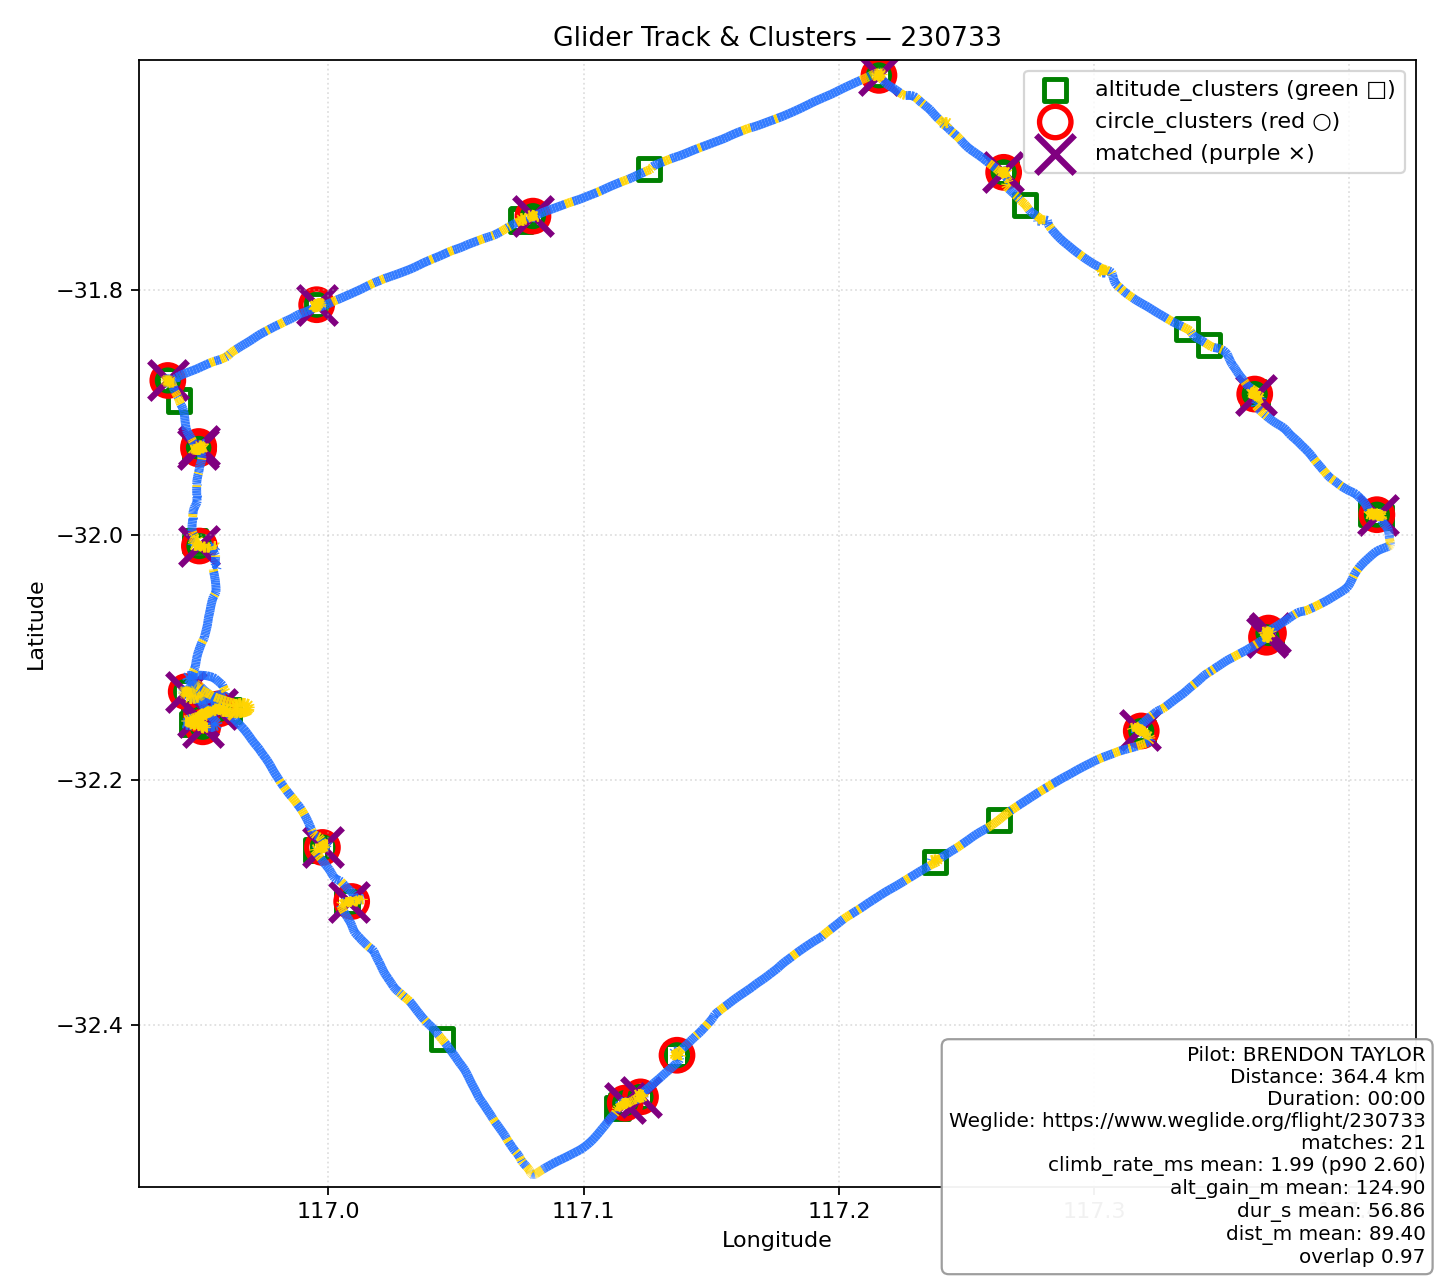 Glider Track & Clusters — 230733
altitude_clusters (green □)
circle_clusters (red ○)
matched (purple ×)
−31.8
−32.0
−32.2
−32.4
Latitude
117.0
117.1
117.2
117.3
Longitude
Pilot: BRENDON TAYLOR
Distance: 364.4 km
Duration: 00:00
Weglide: https://www.weglide.org/flight/230733
matches: 21
climb_rate_ms mean: 1.99 (p90 2.60)
alt_gain_m mean: 124.90
dur_s mean: 56.86
dist_m mean: 89.40
overlap 0.97